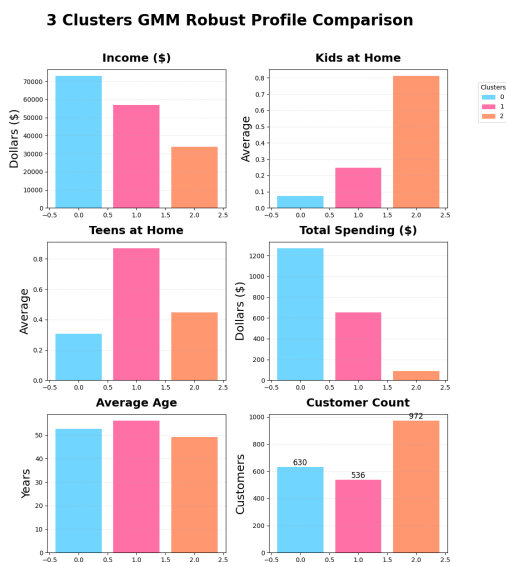 3 Clusters GMM Robust Profile Comparison
Income ($)
Dollars ($)
70000
60000
50000
40000
30000
20000
10000
0
−0.5 0.0 0.5 1.0 1.5 2.0 2.5
Kids at Home
Average
0.8
0.7
0.6
0.5
0.4
0.3
0.2
0.1
0.0
−0.5 0.0 0.5 1.0 1.5 2.0 2.5
Clusters
0
1
2
Teens at Home
Average
0.8
0.6
0.4
0.2
0.0
−0.5 0.0 0.5 1.0 1.5 2.0 2.5
Total Spending ($)
Dollars ($)
1200
1000
800
600
400
200
0
−0.5 0.0 0.5 1.0 1.5 2.0 2.5
Average Age
Years
50
40
30
20
10
0
−0.5 0.0 0.5 1.0 1.5 2.0 2.5
Customer Count
Customers
1000
800
600
400
200
0
630
536
972
−0.5 0.0 0.5 1.0 1.5 2.0 2.5